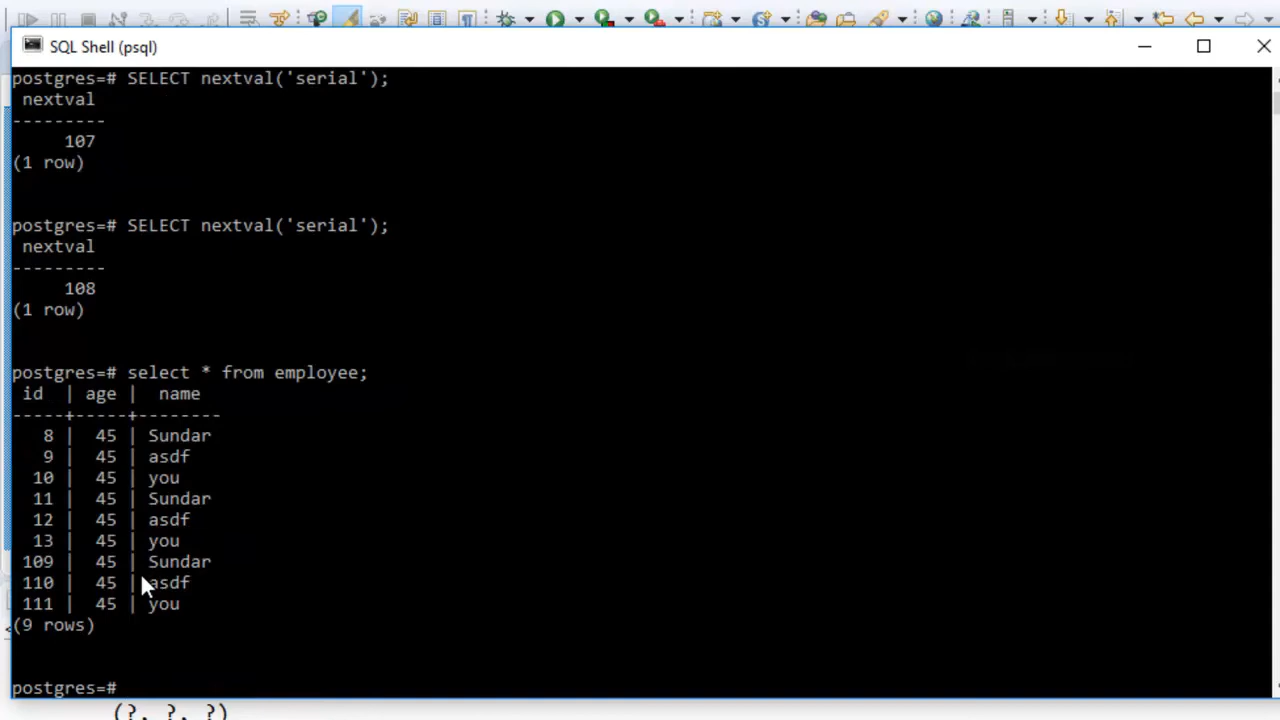 SQL Shell (psql)
postgres=# SELECT nextval('serial');
nextval
---------
107
(1 row)
postgres=# SELECT nextval('serial');
nextval
---------
108
(1 row)
postgres=# select * from employee;
id | age | name
-----+-----+--------
8 | 45 | Sundar
9 | 45 | asdf
10 | 45 | you
11 | 45 | Sundar
12 | 45 | asdf
13 | 45 | you
109 | 45 | Sundar
110 | 45 | asdf
111 | 45 | you
(9 rows)
postgres=#
(?, ?, ?)